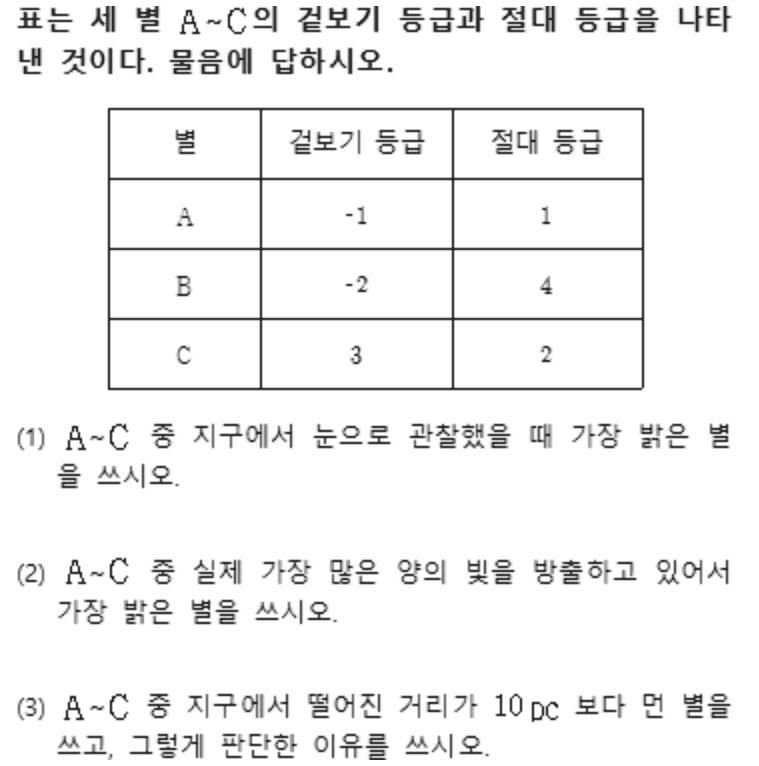 표는 세 별 A~C의 겉보기 등급과 절대 등급을 나타
낸 것이다. 물음에 답하시오.
별 겉보기 등급 절대 등급
A -1 1
B -2 4
C 3 2
(1) A~C 중 지구에서 눈으로 관찰했을 때 가장 밝은 별
을 쓰시오.
(2) A~C 중 실제 가장 많은 양의 빛을 방출하고 있어서
가장 밝은 별을 쓰시오.
(3) A~C 중 지구에서 떨어진 거리가 10pc 보다 먼 별을
쓰고, 그렇게 판단한 이유를 쓰시오.